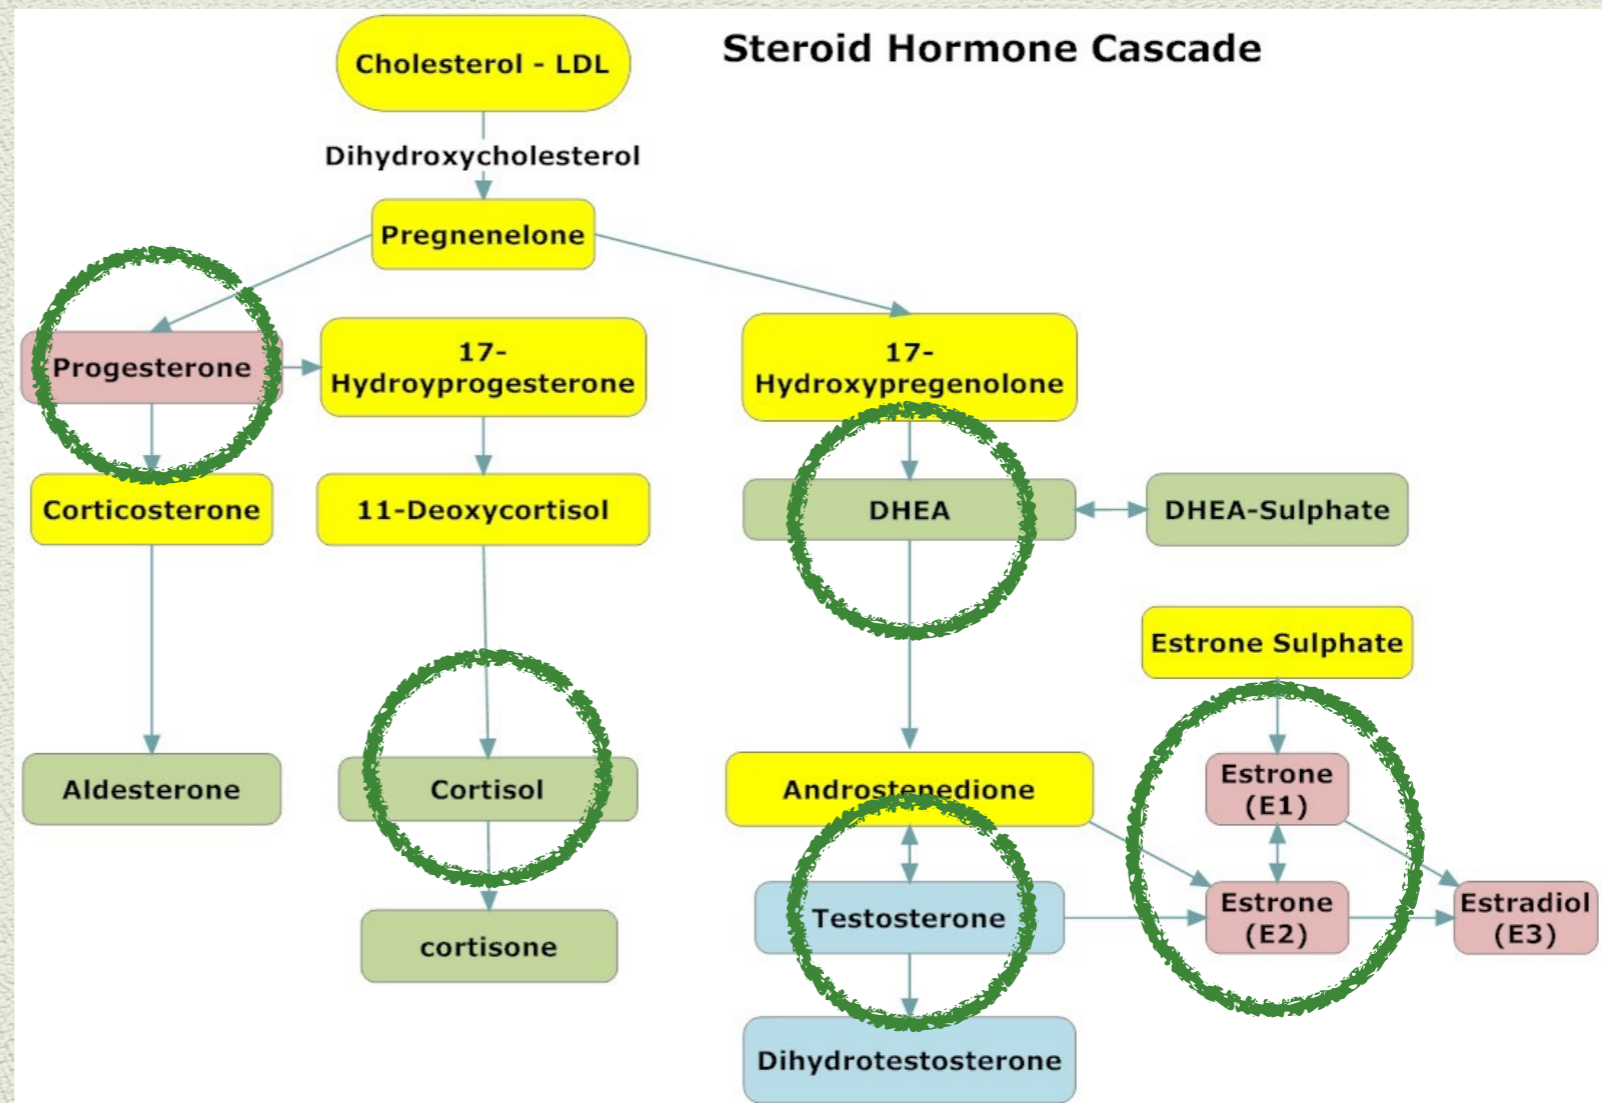 Steroid Hormone Cascade
Cholesterol - LDL
Dihydroxycholesterol
Pregnenelone
Progesterone
17-
Hydroyprogesterone
17-
Hydroxypregenolone
Corticosterone
11-Deoxycortisol
DHEA
DHEA-Sulphate
Estrone Sulphate
Aldesterone
Cortisol
Androstenedione
Estrone
(E1)
cortisone
Testosterone
Estrone
(E2)
Estradiol
(E3)
Dihydrotestosterone